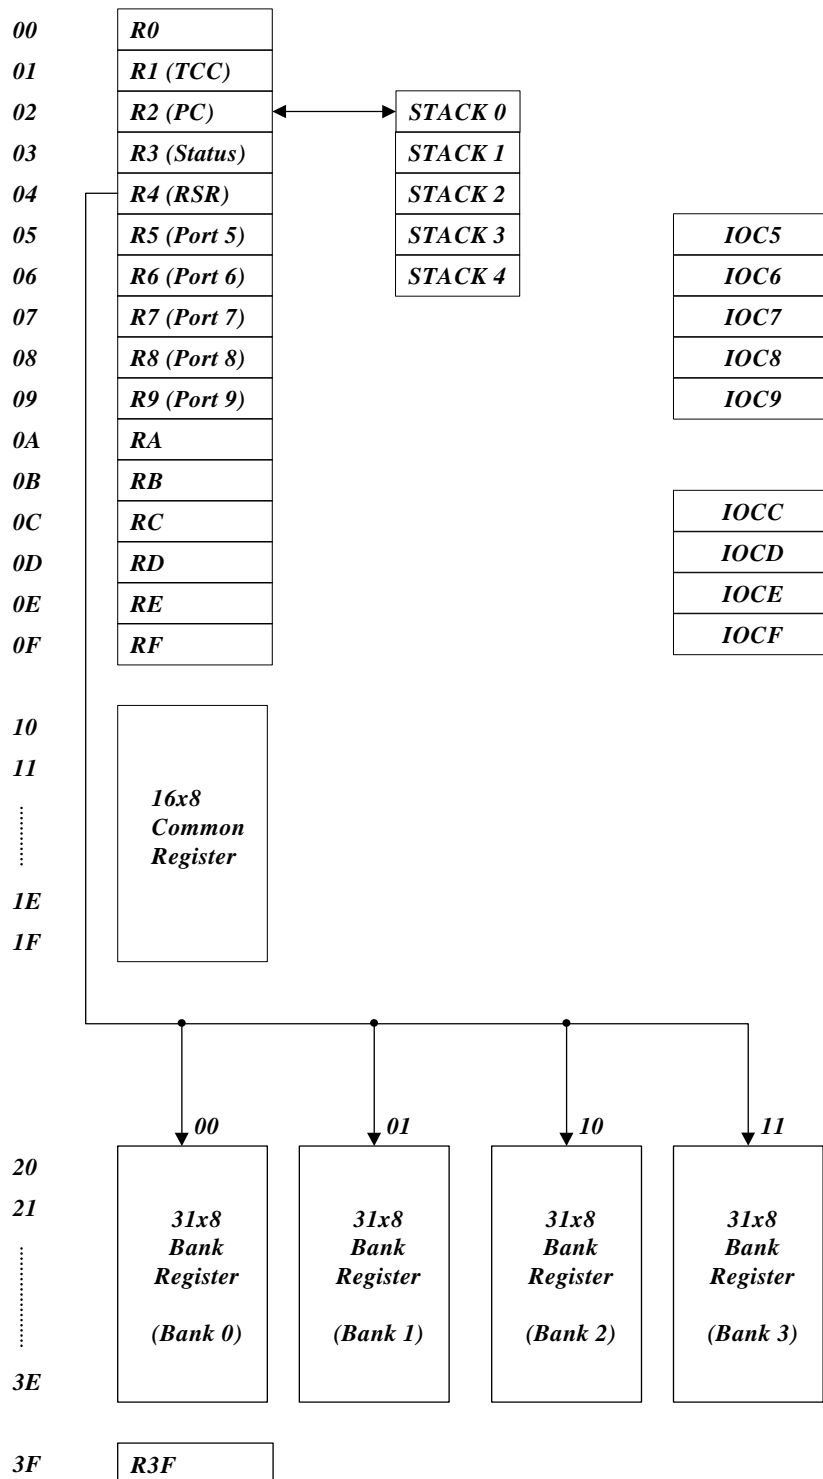 00 R0
01 R1 (TCC)
02 R2 (PC) STACK 0
03 R3 (Status) STACK 1
04 R4 (RSR) STACK 2
05 R5 (Port 5) STACK 3 IOC5
06 R6 (Port 6) STACK 4 IOC6
07 R7 (Port 7) IOC7
08 R8 (Port 8) IOC8
09 R9 (Port 9) IOC9
0A RA
0B RB
0C RC IOCC
0D RD IOCD
0E RE IOCE
0F RF IOCF
10
11
16x8
Common
Register
1E
1F
00 01 10 11
20
21
31x8 31x8 31x8 31x8
Bank Bank Bank Bank
Register Register Register Register
(Bank 0) (Bank 1) (Bank 2) (Bank 3)
3E
3F R3F